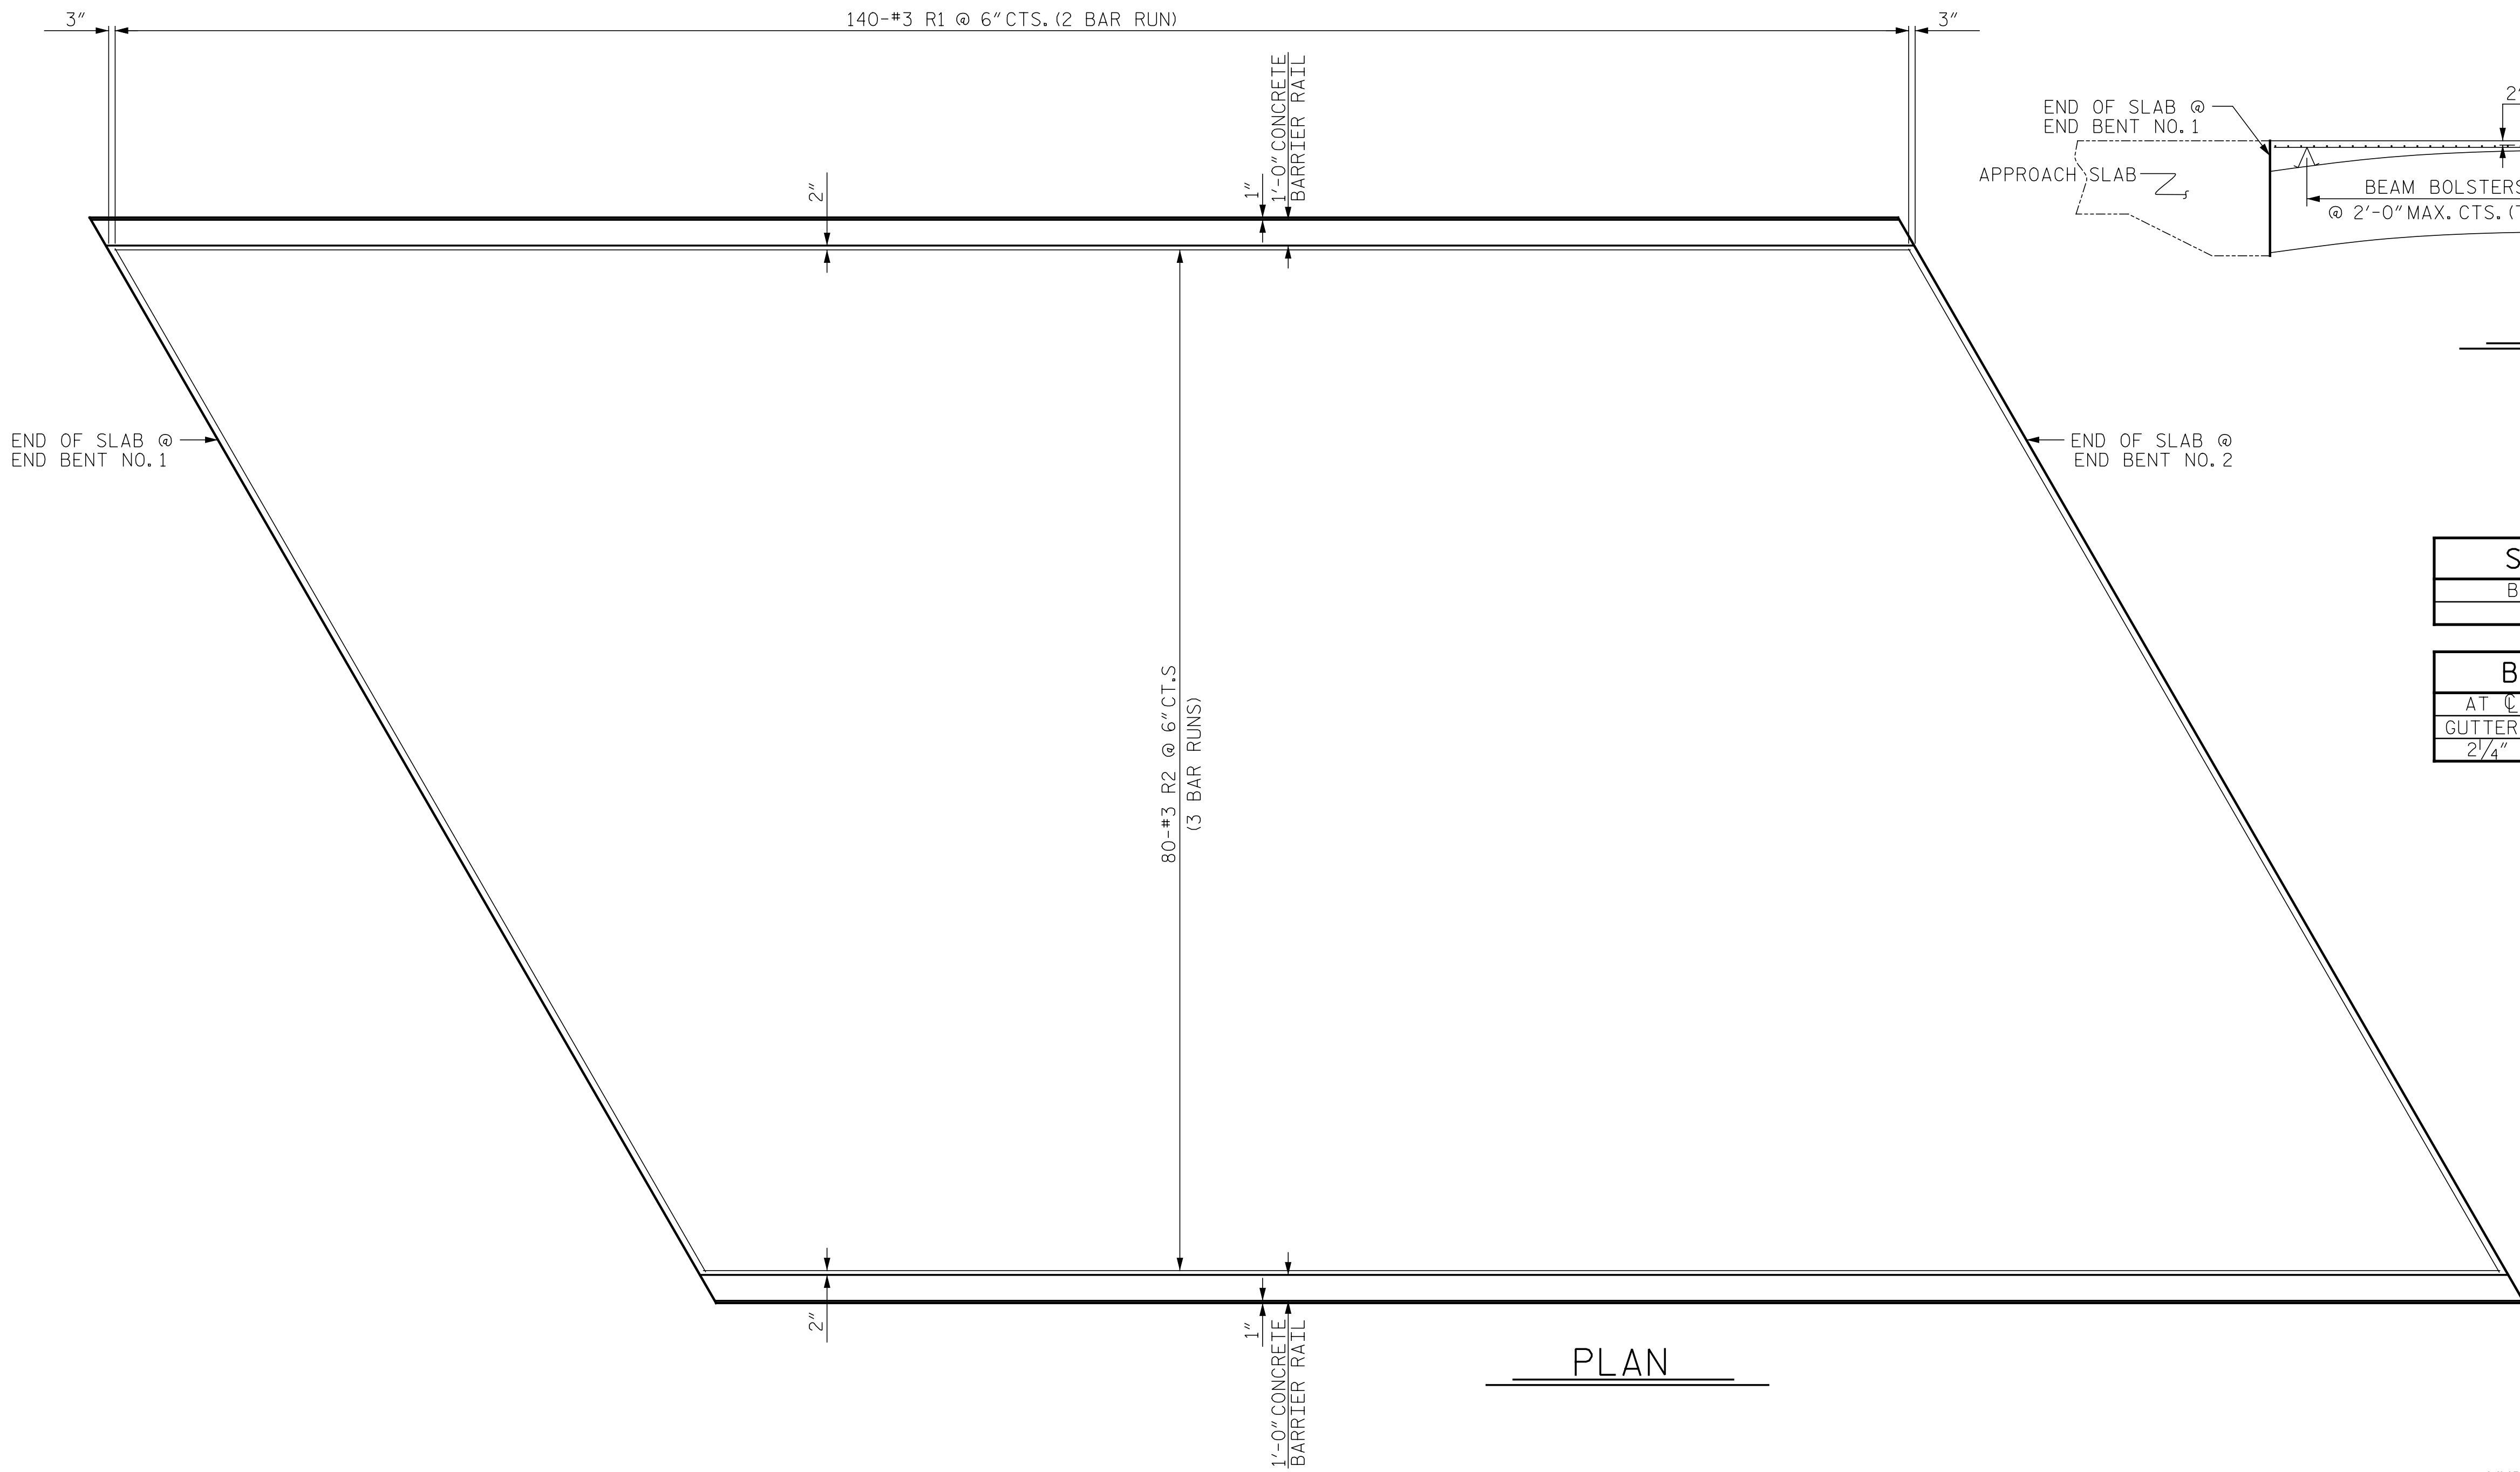 3"
140-#3 R1 @ 6" CTS. (2 BAR RUN)
3"
1'-0" CONCRETE
BARRIER RAIL
1"
2"
END OF SLAB @
END BENT NO. 1
APPROACH SLAB
BEAM BOLSTERS
@ 2'-0" MAX. CTS. (
END OF SLAB @
END BENT NO. 1
END OF SLAB @
END BENT NO. 2
80-#3 R2 @ 6" CT.S
(3 BAR RUNS)
S
B
B
AT ℄
GUTTER
2 1/4"
2"
1"
1'-0" CONCRETE
BARRIER RAIL
PLAN